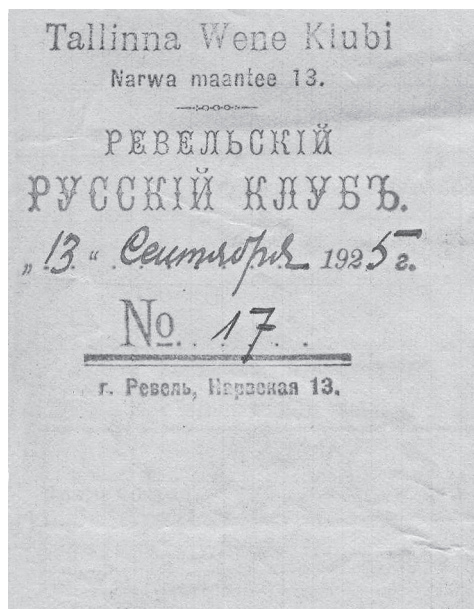 Tallinna Wene Klubi
Narwa maantee 13.
РЕВЕЛЬСКІЙ
РУССКІЙ КЛУБЪ.
„13“ Сентября 1925 г.
№ 17
г. Ревель, Нарвская 13.